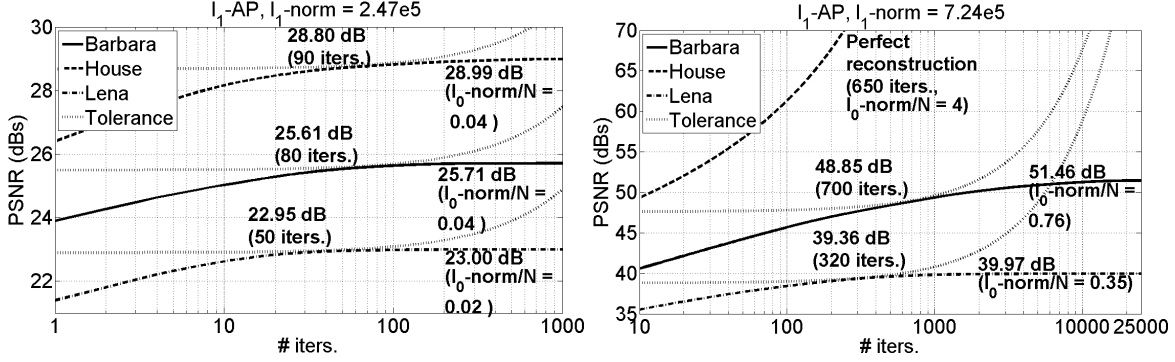 l₁-AP, l₁-norm = 2.47e5
30
28
26
24
22
PSNR (dBs)
Barbara
House
Lena
Tolerance
28.80 dB
(90 iters.)
28.99 dB
(l₀-norm/N =
0.04 )
25.61 dB
(80 iters.)
25.71 dB
(l₀-norm/N =
0.04 )
22.95 dB
(50 iters.)
23.00 dB
(l₀-norm/N =
0.02 )
1
10
100
1000
# iters.
l₁-AP, l₁-norm = 7.24e5
70
65
60
55
50
45
40
35
PSNR (dBs)
Barbara
House
Lena
Tolerance
Perfect
reconstruction
(650 iters.,
l₀-norm/N = 4)
48.85 dB
(700 iters.)
51.46 dB
(l₀-norm/N =
0.76)
39.36 dB
(320 iters.)
39.97 dB
(l₀-norm/N = 0.35)
10
100
1000
10000
25000
# iters.